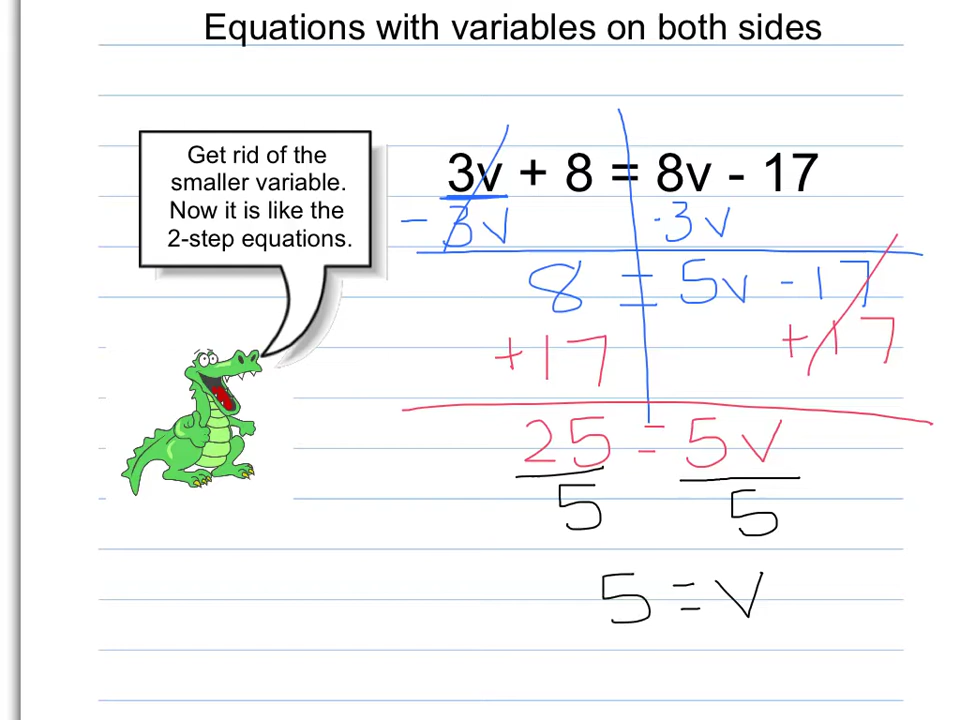 Equations with variables on both sides
Get rid of the
smaller variable.
Now it is like the
2-step equations.
3v + 8 = 8v - 17
- 3v - 3v
8 = 5v - 17
+17 +17
25 = 5v
5 5
5 = v